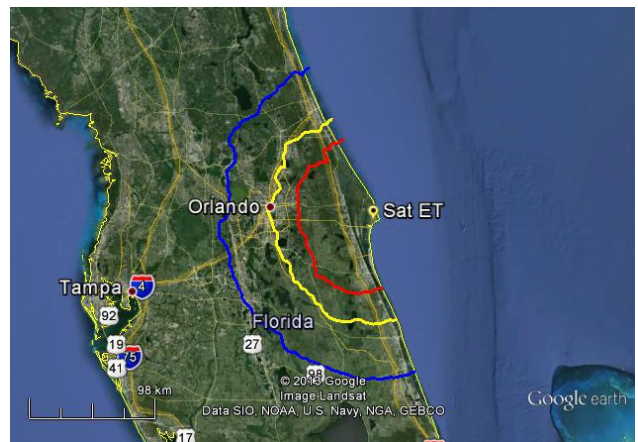 Orlando
Sat ET
Tampa
4
92
Florida
19
27
75
41
98
98 km
© 2013 Google
Image Landsat
Data SIO, NOAA, U.S. Navy, NGA, GEBCO
Google earth
17